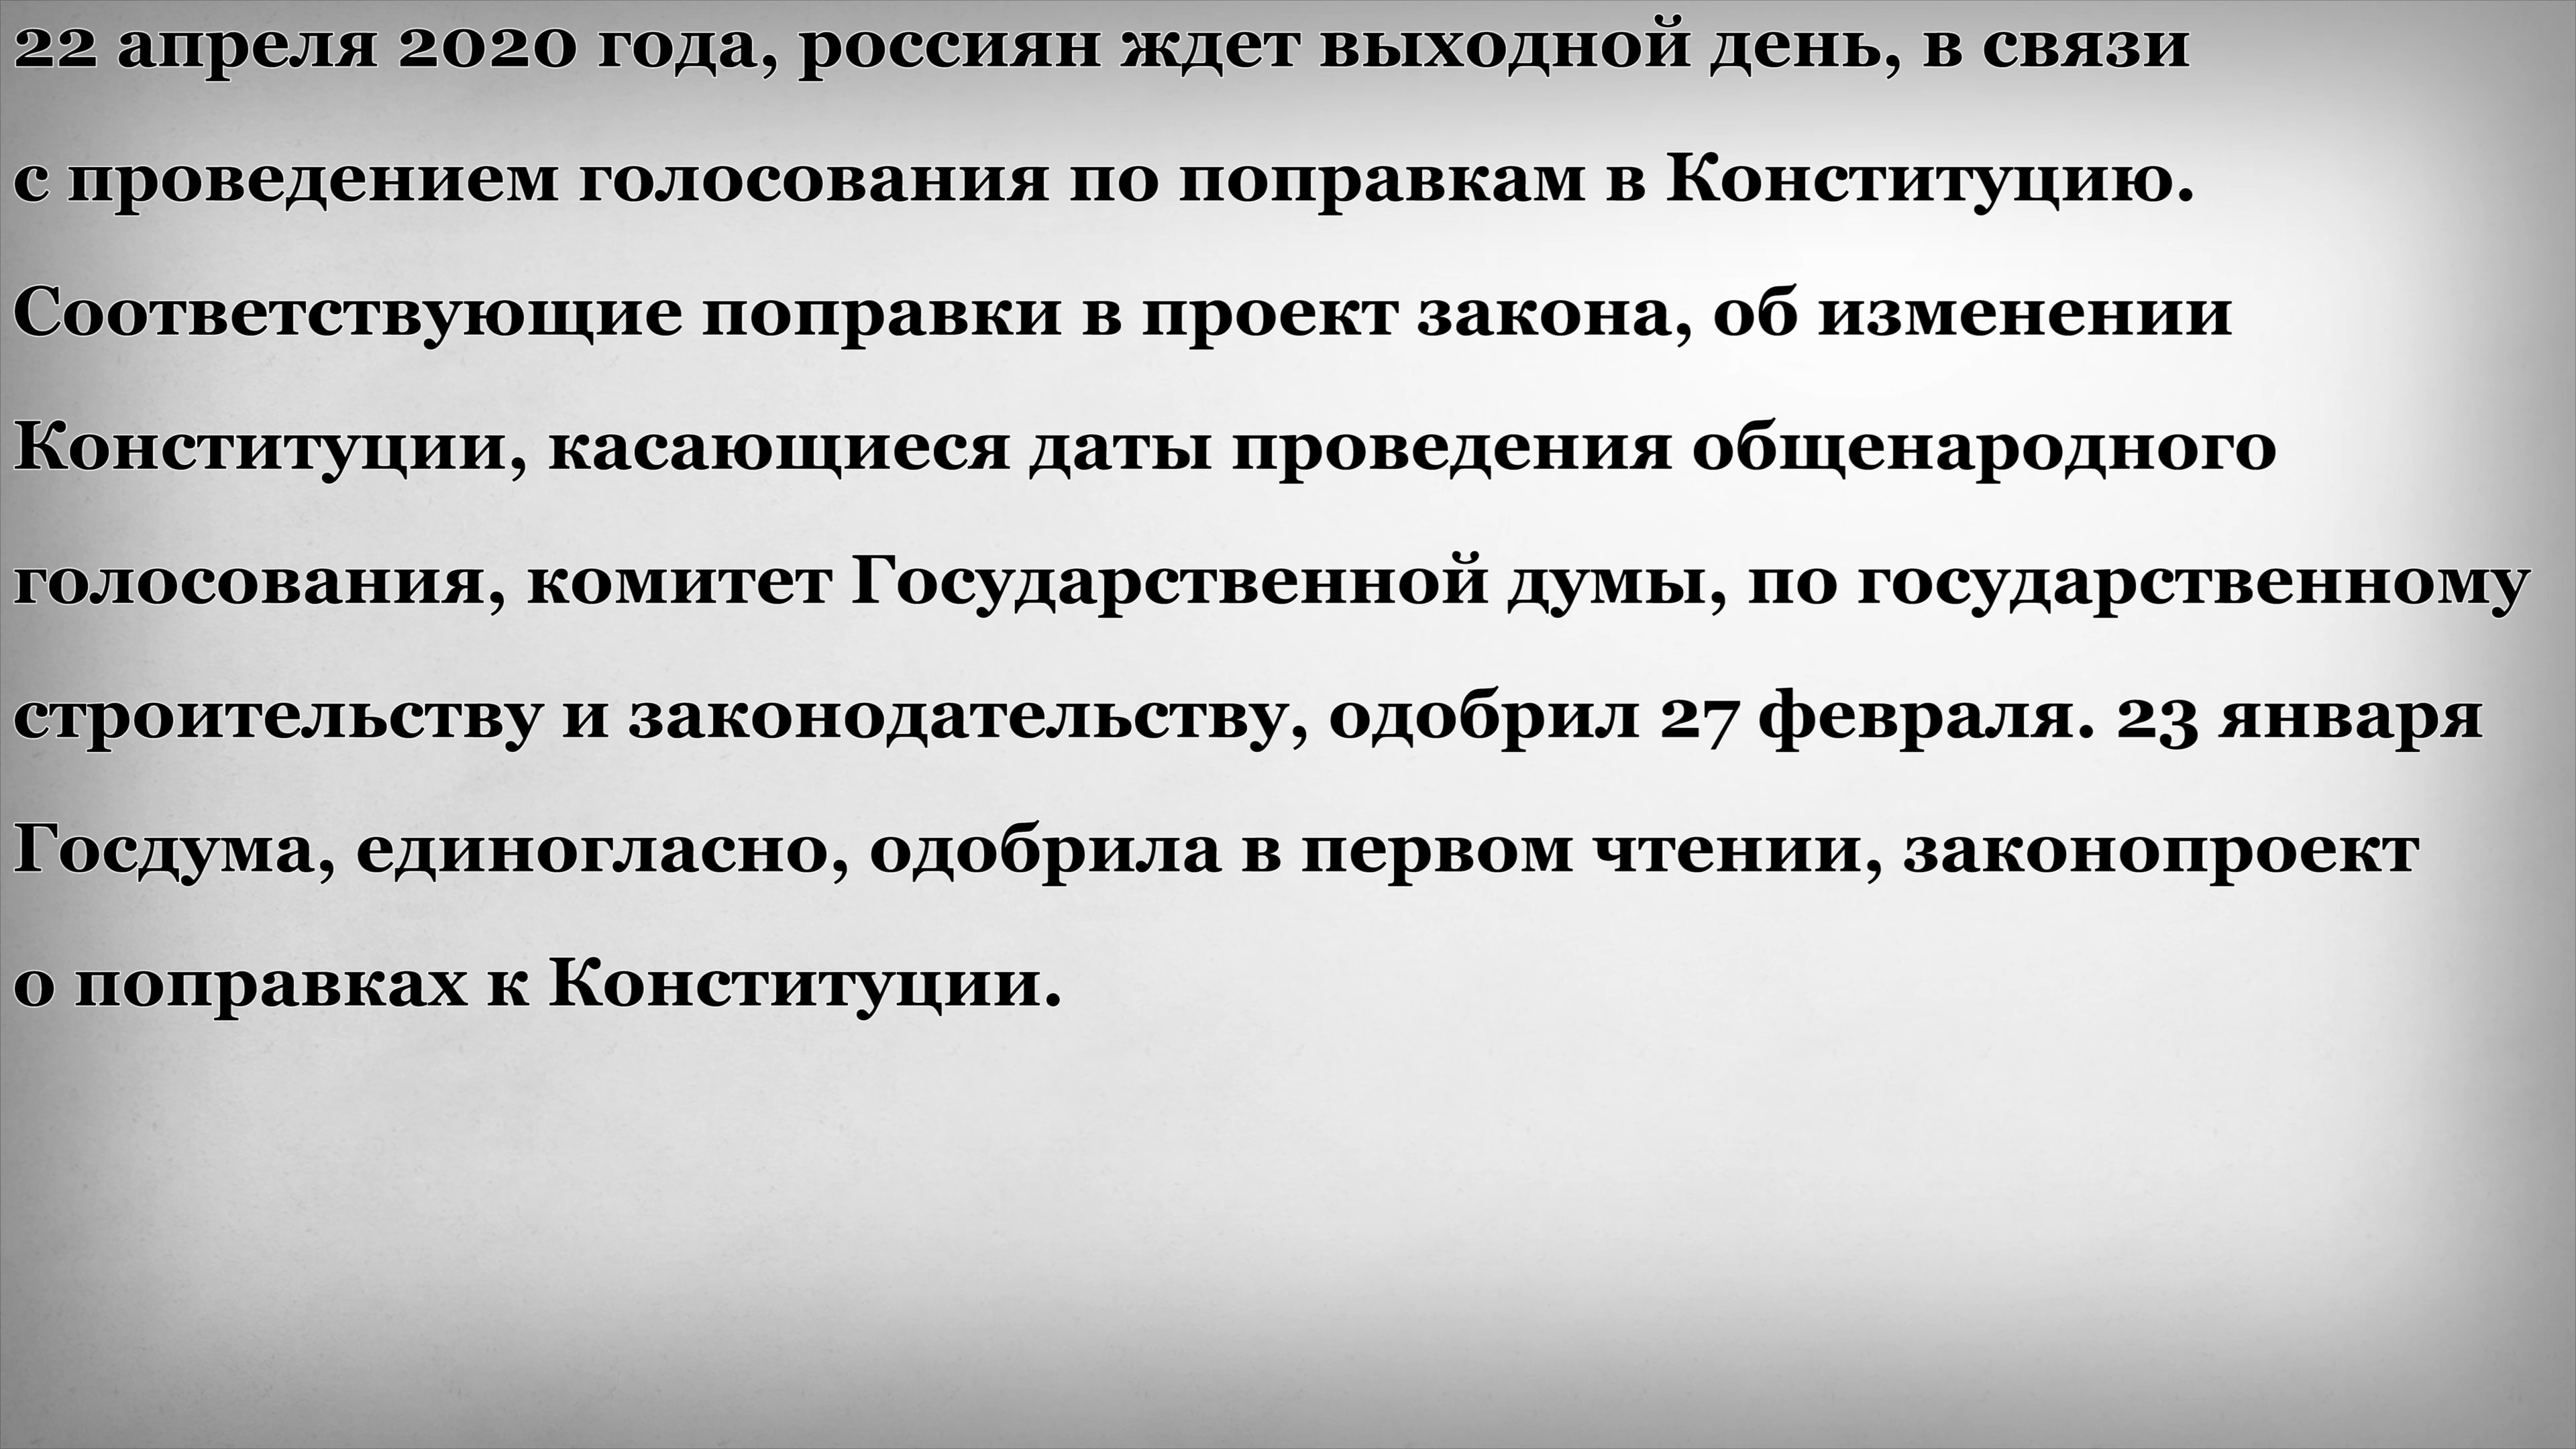 22 апреля 2020 года, россиян ждет выходной день, в связи
с проведением голосования по поправкам в Конституцию.
Соответствующие поправки в проект закона, об изменении
Конституции, касающиеся даты проведения общенародного
голосования, комитет Государственной думы, по государственному
строительству и законодательству, одобрил 27 февраля. 23 января
Госдума, единогласно, одобрила в первом чтении, законопроект
о поправках к Конституции.